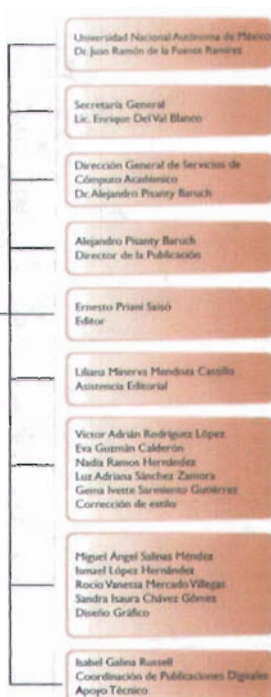 Universidad Nacional Autónoma de México
Dr. Juan Ramón de la Fuente Ramírez
Secretaría General
Lic. Enrique Del Val Blanco
Dirección General de Servicios de
Cómputo Académico
Dr. Alejandro Pisanty Baruch
Alejandro Pisanty Baruch
Director de la Publicación
Ernesto Priani Saisó
Editor
Liliana Minerva Mendoza Castillo
Asistencia Editorial
Víctor Adrián Rodríguez López
Eva Guzmán Calderón
Nadia Ramos Hernández
Luz Adriana Sánchez Zamora
Gema Ivette Sarmiento Gutiérrez
Corrección de estilo
Miguel Ángel Salinas Méndez
Ismael López Hernández
Rocío Vanessa Mercado Villegas
Sandra Isaura Chávez Gómez
Diseño Gráfico
Isabel Galina Russell
Coordinación de Publicaciones Digitales
Apoyo Técnico